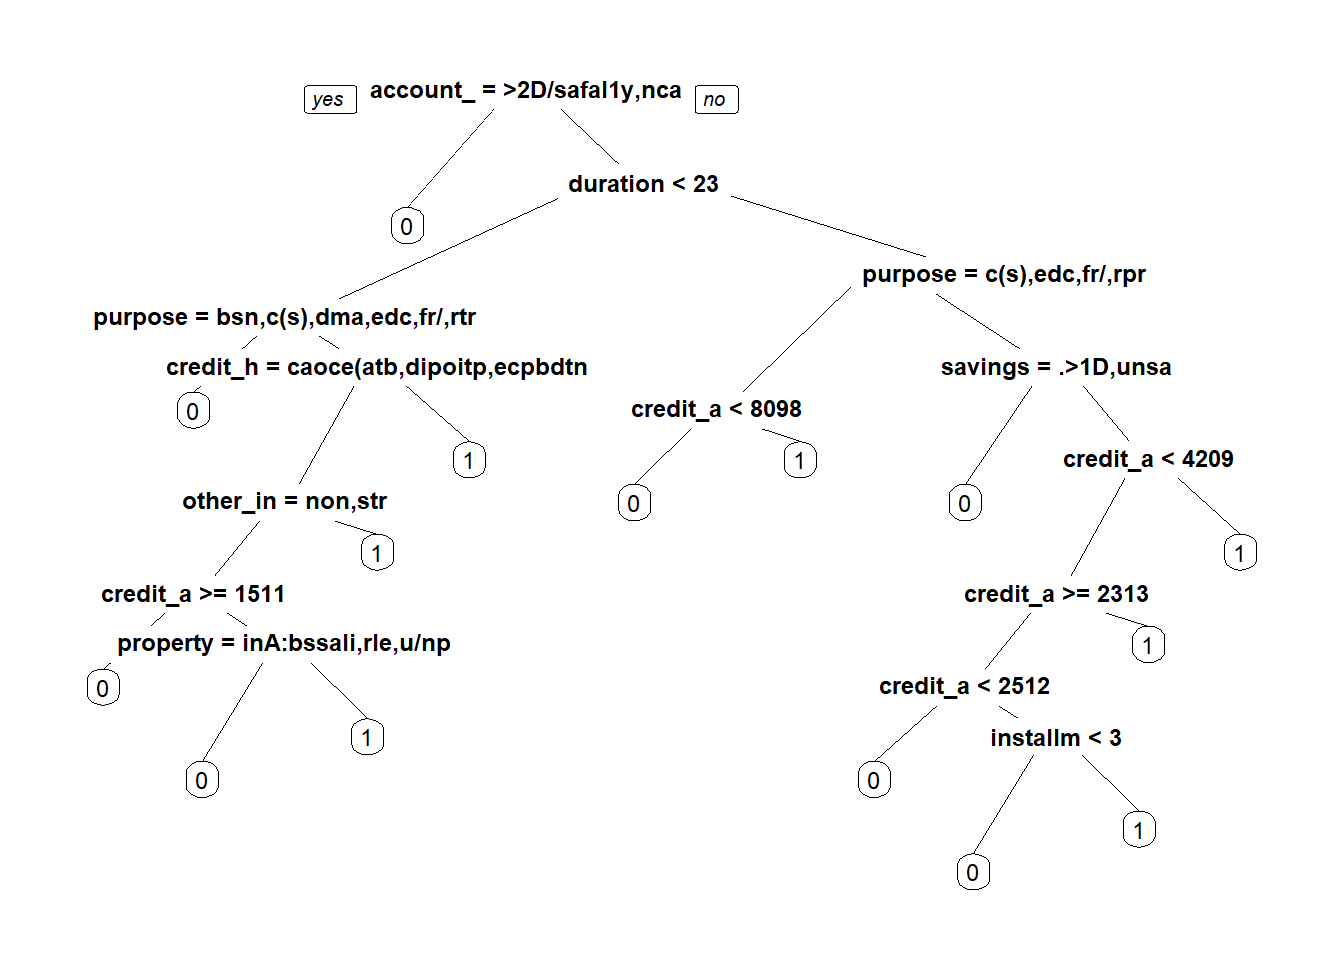 yes account_ = >2D/safal1y,nca no
duration < 23
0
purpose = c(s),edc,fr/,rpr
purpose = bsn,c(s),dma,edc,fr/,rtr
credit_h = caoce(atb,dipoitp,ecpbdtn
savings = .>1D,unsa
0
credit_a < 8098
1
1
credit_a < 4209
other_in = non,str
0
0
1
1
credit_a >= 1511
credit_a >= 2313
property = inA:bssali,rle,u/np
1
0
credit_a < 2512
1
installm < 3
0
0
1
0